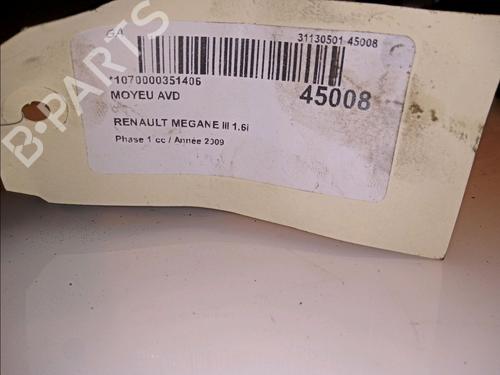 GA
31130501 45008
*1070000351406
MOYEU AVD
45008
RENAULT MEGANE III 1.6i
Phase 1 cc / Année 2009
B-PARTS